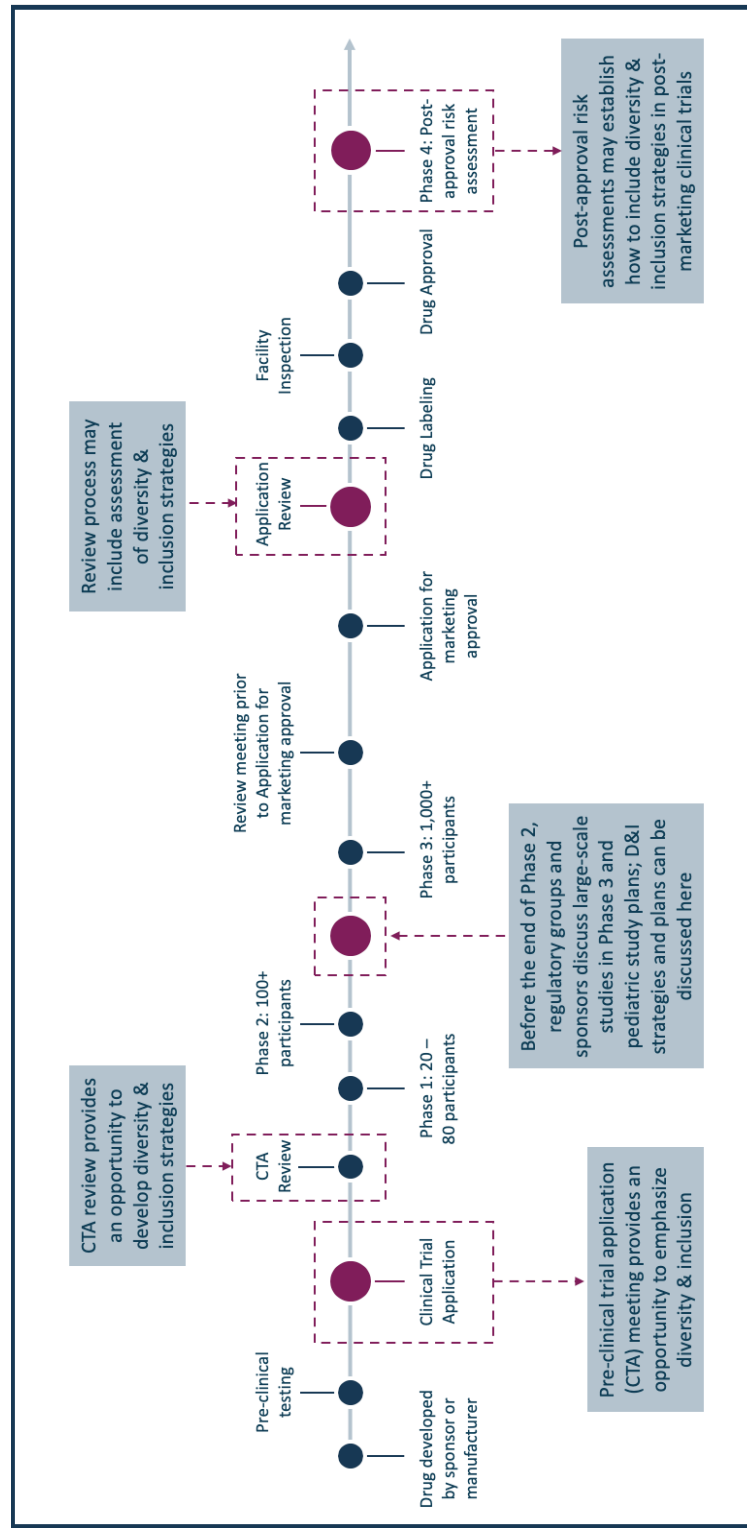 CTA review provides
an opportunity to
develop diversity &
inclusion strategies
Review process may
include assessment
of diversity &
inclusion strategies
Pre-clinical
testing
CTA
Review
Phase 2: 100+
participants
Review meeting prior
to Application for
marketing approval
Application
Review
Facility
Inspection
Drug developed
by sponsor or
manufacturer
Clinical Trial
Application
Phase 1: 20 –
80 participants
Phase 3: 1,000+
participants
Application for
marketing
approval
Drug Labeling
Drug Approval
Phase 4: Post-
approval risk
assessment
Pre-clinical trial application
(CTA) meeting provides an
opportunity to emphasize
diversity & inclusion
Before the end of Phase 2,
regulatory groups and
sponsors discuss large-scale
studies in Phase 3 and
pediatric study plans; D&I
strategies and plans can be
discussed here
Post-approval risk
assessments may establish
how to include diversity &
inclusion strategies in post-
marketing clinical trials